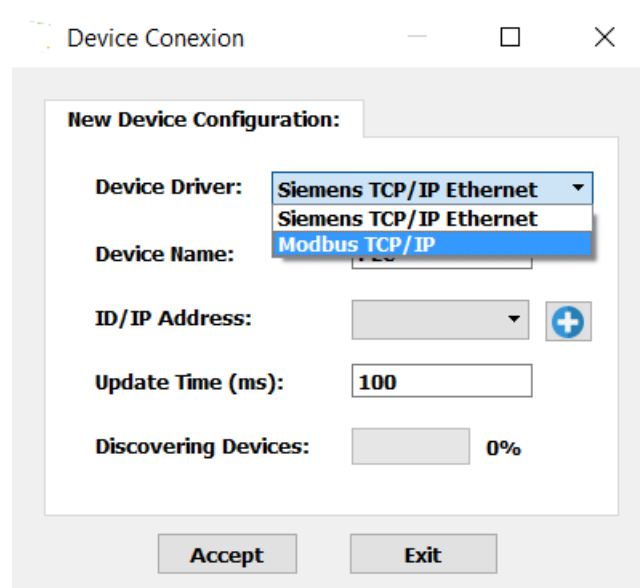 Device Conexion
New Device Configuration:
Device Driver: Siemens TCP/IP Ethernet
Siemens TCP/IP Ethernet
Modbus TCP/IP
Device Name:
ID/IP Address:
Update Time (ms): 100
Discovering Devices: 0%
Accept Exit